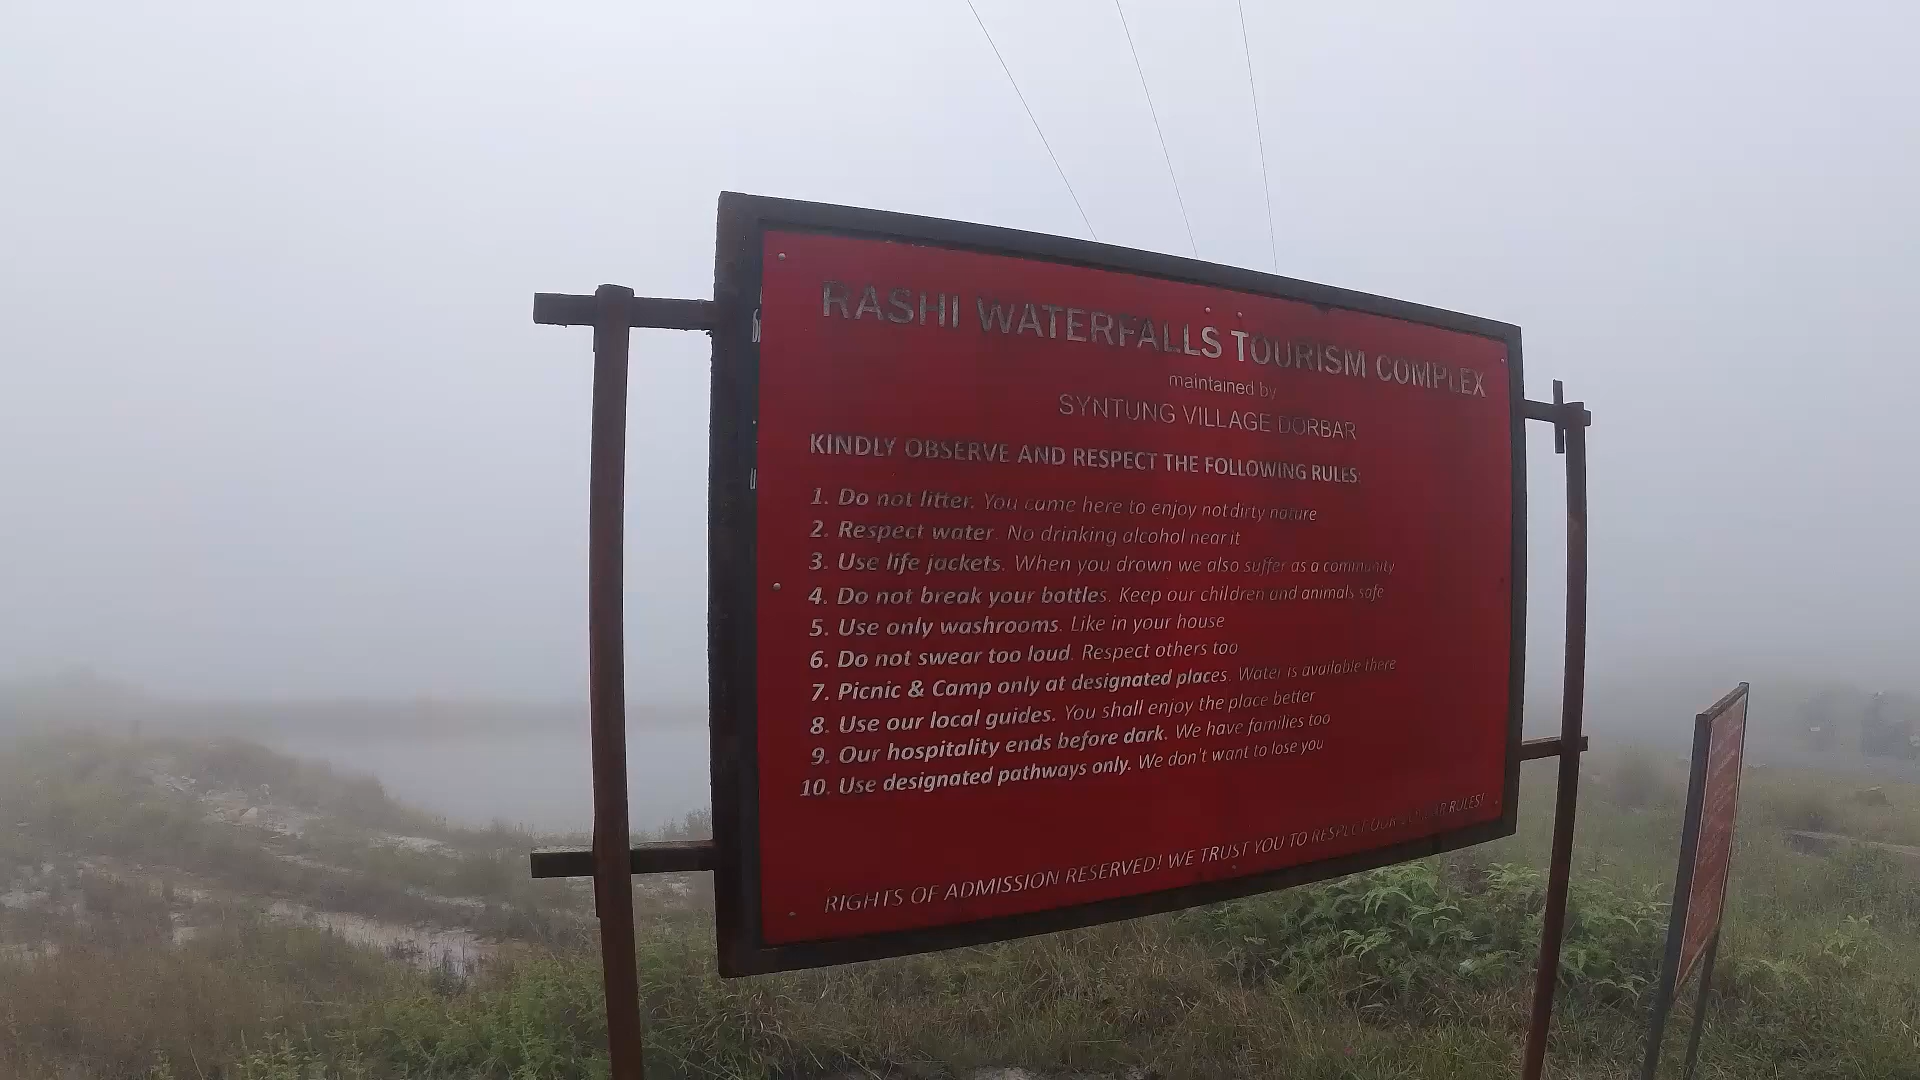 RASHI WATERFALLS TOURISM COMPLEX
maintained by
SYNTUNG VILLAGE DORBAR
KINDLY OBSERVE AND RESPECT THE FOLLOWING RULES:
1. Do not litter. You came here to enjoy not dirty nature
2. Respect water. No drinking alcohol near it
3. Use life jackets. When you drown we also suffer as a community
4. Do not break your bottles. Keep our children and animals safe
5. Use only washrooms. Like in your house
6. Do not swear too loud. Respect others too
7. Picnic & Camp only at designated places. Water is available there
8. Use our local guides. You shall enjoy the place better
9. Our hospitality ends before dark. We have families too
10. Use designated pathways only. We don't want to lose you
RIGHTS OF ADMISSION RESERVED! WE TRUST YOU TO RESPECT OUR RULES!